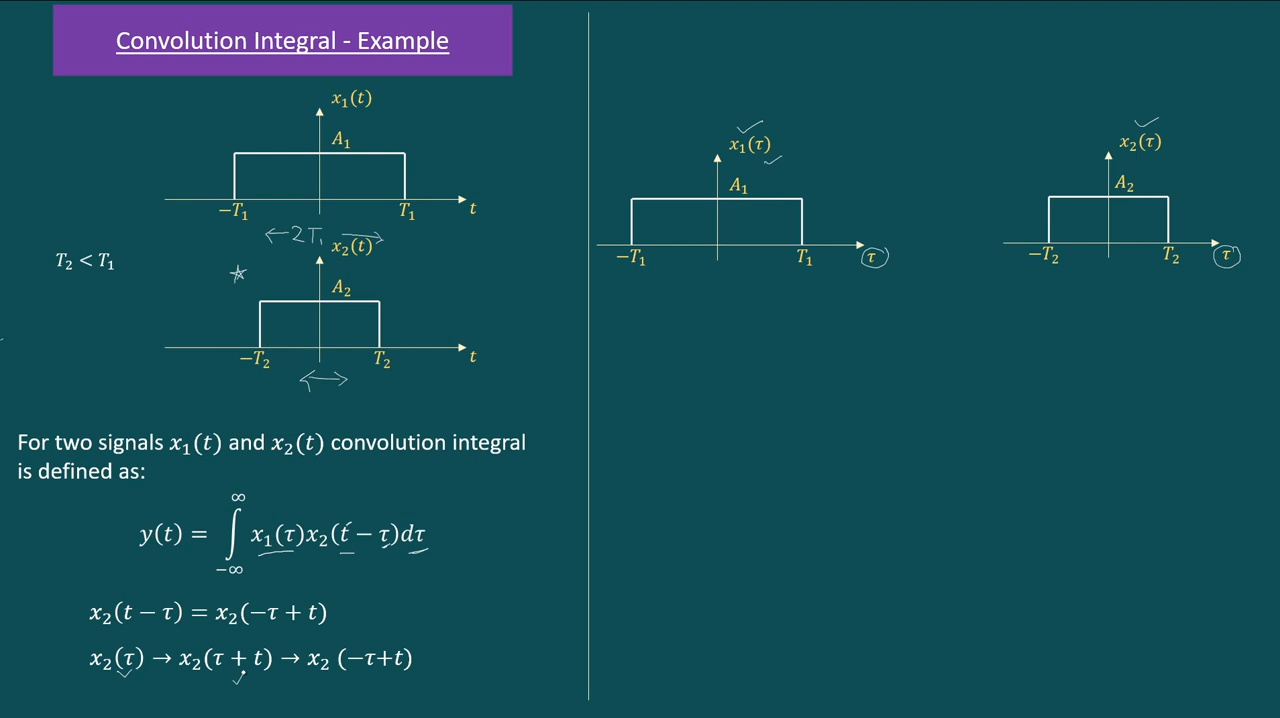 Convolution Integral - Example
x₁(t)
A₁
−T₁ T₁ t
2T₁
x₂(t)
T₂ < T₁
A₂
−T₂ T₂ t
For two signals x₁(t) and x₂(t) convolution integral
is defined as:
y(t) = ∫_{−∞}^{∞} x₁(τ)x₂(t − τ)dτ
x₂(t − τ) = x₂(−τ + t)
x₂(τ) → x₂(τ + t) → x₂ (−τ+t)
x₁(τ)
A₁
−T₁ T₁ τ
x₂(τ)
A₂
−T₂ T₂ τ